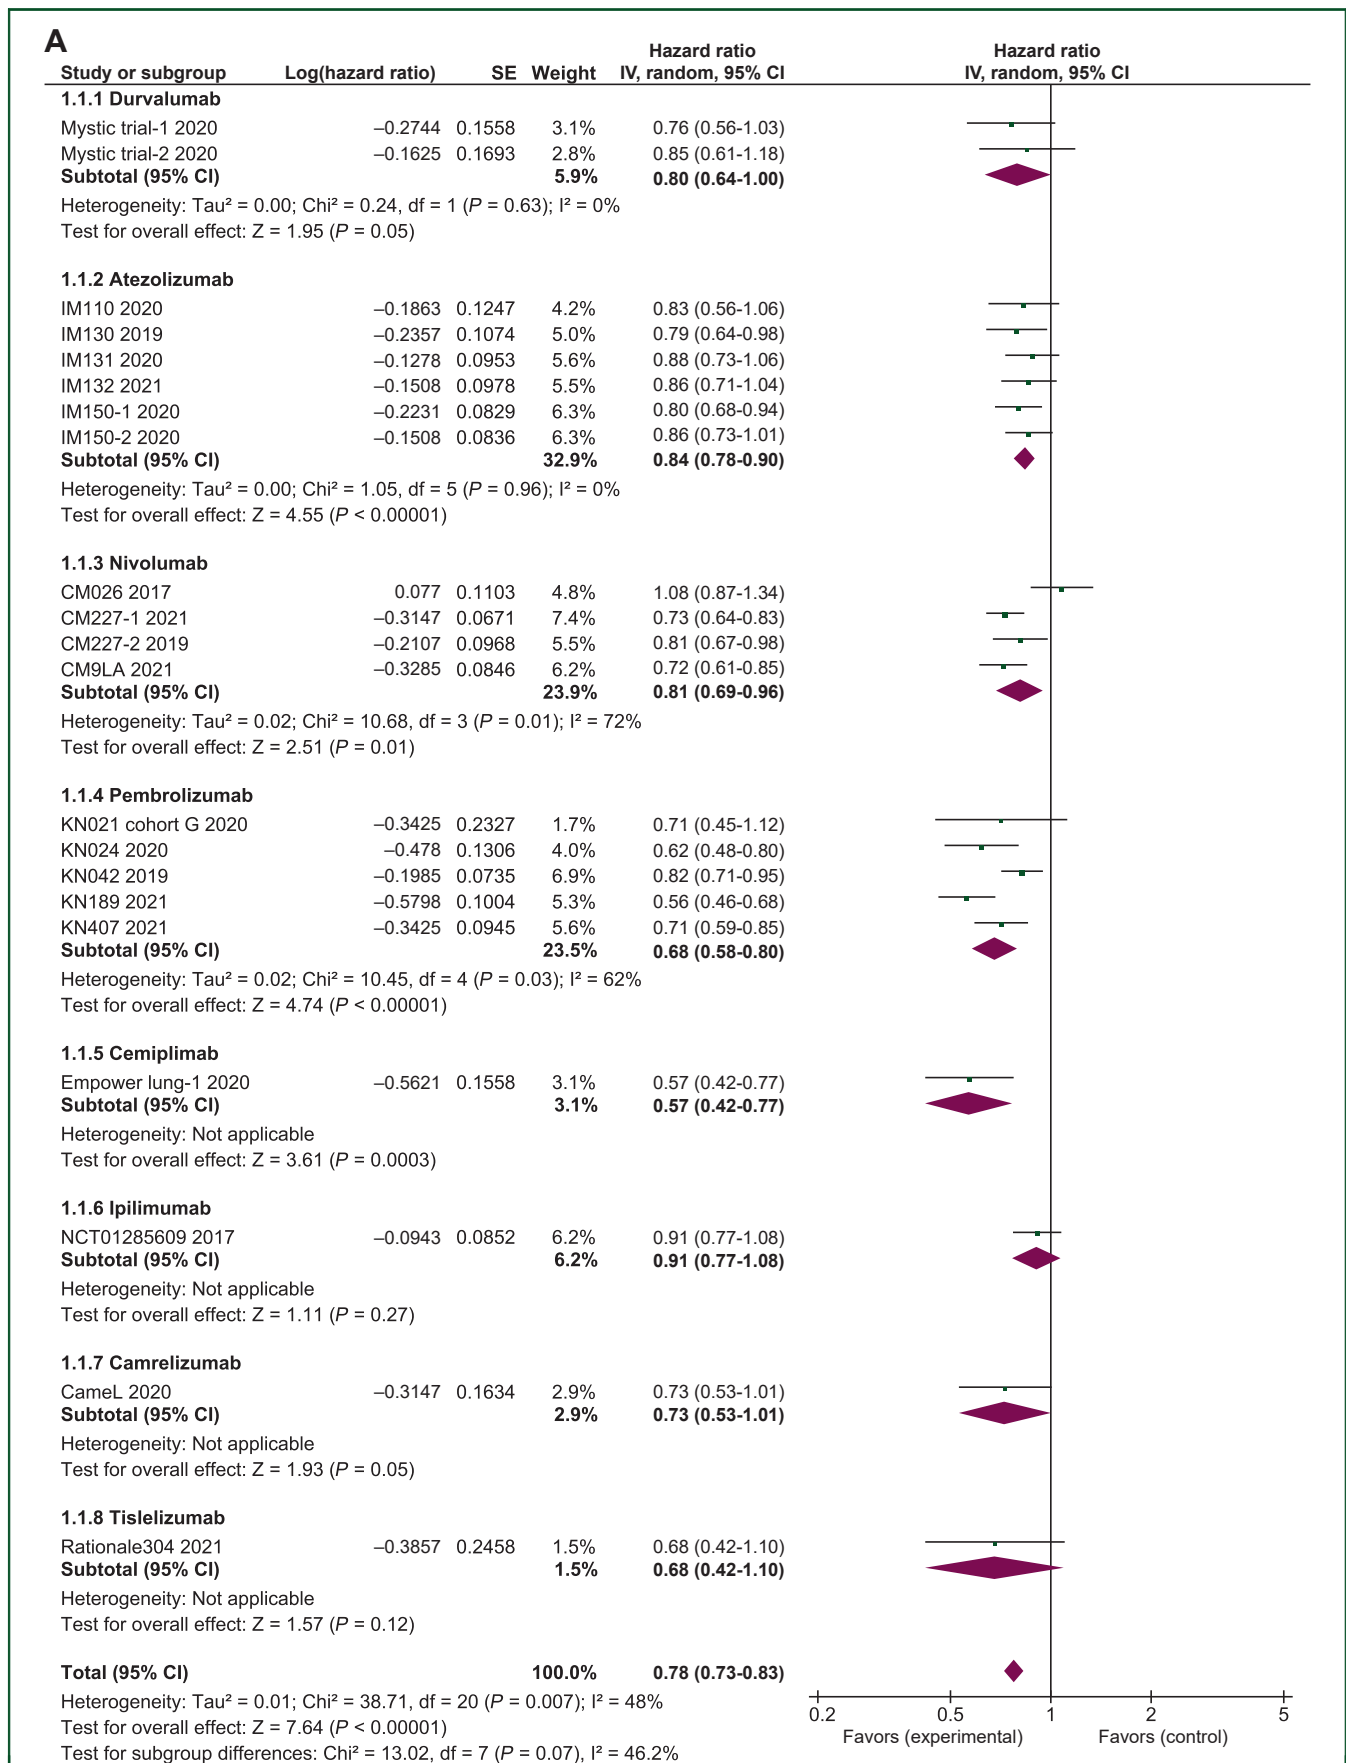 A
Hazard ratio Hazard ratio
Study or subgroup Log(hazard ratio) SE Weight IV, random, 95% CI IV, random, 95% CI
1.1.1 Durvalumab
Mystic trial-1 2020 –0.2744 0.1558 3.1% 0.76 (0.56-1.03)
Mystic trial-2 2020 –0.1625 0.1693 2.8% 0.85 (0.61-1.18)
Subtotal (95% CI) 5.9% 0.80 (0.64-1.00)
Heterogeneity: Tau² = 0.00; Chi² = 0.24, df = 1 (P = 0.63); I² = 0%
Test for overall effect: Z = 1.95 (P = 0.05)
1.1.2 Atezolizumab
IM110 2020 –0.1863 0.1247 4.2% 0.83 (0.56-1.06)
IM130 2019 –0.2357 0.1074 5.0% 0.79 (0.64-0.98)
IM131 2020 –0.1278 0.0953 5.6% 0.88 (0.73-1.06)
IM132 2021 –0.1508 0.0978 5.5% 0.86 (0.71-1.04)
IM150-1 2020 –0.2231 0.0829 6.3% 0.80 (0.68-0.94)
IM150-2 2020 –0.1508 0.0836 6.3% 0.86 (0.73-1.01)
Subtotal (95% CI) 32.9% 0.84 (0.78-0.90)
Heterogeneity: Tau² = 0.00; Chi² = 1.05, df = 5 (P = 0.96); I² = 0%
Test for overall effect: Z = 4.55 (P < 0.00001)
1.1.3 Nivolumab
CM026 2017 0.077 0.1103 4.8% 1.08 (0.87-1.34)
CM227-1 2021 –0.3147 0.0671 7.4% 0.73 (0.64-0.83)
CM227-2 2019 –0.2107 0.0968 5.5% 0.81 (0.67-0.98)
CM9LA 2021 –0.3285 0.0846 6.2% 0.72 (0.61-0.85)
Subtotal (95% CI) 23.9% 0.81 (0.69-0.96)
Heterogeneity: Tau² = 0.02; Chi² = 10.68, df = 3 (P = 0.01); I² = 72%
Test for overall effect: Z = 2.51 (P = 0.01)
1.1.4 Pembrolizumab
KN021 cohort G 2020 –0.3425 0.2327 1.7% 0.71 (0.45-1.12)
KN024 2020 –0.478 0.1306 4.0% 0.62 (0.48-0.80)
KN042 2019 –0.1985 0.0735 6.9% 0.82 (0.71-0.95)
KN189 2021 –0.5798 0.1004 5.3% 0.56 (0.46-0.68)
KN407 2021 –0.3425 0.0945 5.6% 0.71 (0.59-0.85)
Subtotal (95% CI) 23.5% 0.68 (0.58-0.80)
Heterogeneity: Tau² = 0.02; Chi² = 10.45, df = 4 (P = 0.03); I² = 62%
Test for overall effect: Z = 4.74 (P < 0.00001)
1.1.5 Cemiplimab
Empower lung-1 2020 –0.5621 0.1558 3.1% 0.57 (0.42-0.77)
Subtotal (95% CI) 3.1% 0.57 (0.42-0.77)
Heterogeneity: Not applicable
Test for overall effect: Z = 3.61 (P = 0.0003)
1.1.6 Ipilimumab
NCT01285609 2017 –0.0943 0.0852 6.2% 0.91 (0.77-1.08)
Subtotal (95% CI) 6.2% 0.91 (0.77-1.08)
Heterogeneity: Not applicable
Test for overall effect: Z = 1.11 (P = 0.27)
1.1.7 Camrelizumab
CameL 2020 –0.3147 0.1634 2.9% 0.73 (0.53-1.01)
Subtotal (95% CI) 2.9% 0.73 (0.53-1.01)
Heterogeneity: Not applicable
Test for overall effect: Z = 1.93 (P = 0.05)
1.1.8 Tislelizumab
Rationale304 2021 –0.3857 0.2458 1.5% 0.68 (0.42-1.10)
Subtotal (95% CI) 1.5% 0.68 (0.42-1.10)
Heterogeneity: Not applicable
Test for overall effect: Z = 1.57 (P = 0.12)
Total (95% CI) 100.0% 0.78 (0.73-0.83)
Heterogeneity: Tau² = 0.01; Chi² = 38.71, df = 20 (P = 0.007); I² = 48%
Test for overall effect: Z = 7.64 (P < 0.00001)
Test for subgroup differences: Chi² = 13.02, df = 7 (P = 0.07), I² = 46.2%
0.2 0.5 1 2 5
Favors (experimental) Favors (control)